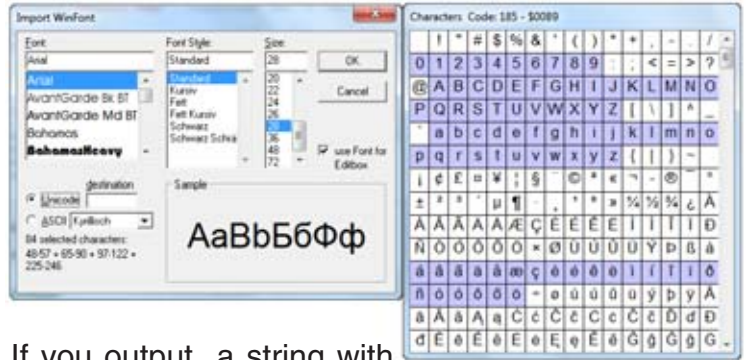 Import WinFont
Font
Font Style:
Size:
Arial
Standard
28
OK
Arial
AvantGarde Bk BT
AvantGarde Md BT
Bahamas
BahamasHeavy
Standard
Kursiv
Fett
Fett Kursiv
Schwarz
Schwarz Schra
20
22
24
26
28
36
48
72
Cancel
use Font for
Editbox
destination
Unicode
ASCII Kyrillisch
84 selected characters:
48-57 + 65-90 + 97-122 +
225-246
Sample
АаВbБбФф
Characters Code: 185 - $00B9
! " # $ % & ' ( ) * + , - . /
0 1 2 3 4 5 6 7 8 9 : ; < = > ?
@ A B C D E F G H I J K L M N O
P Q R S T U V W X Y Z [ \ ] ^ _
` a b c d e f g h i j k l m n o
p q r s t u v w x y z { | } ~
¡ ¢ £ ¤ ¥ ¦ § ¨ © ª « ¬ - ® ¯
° ± ² ³ ´ µ ¶ · ¸ ¹ º » ¼ ½ ¾ ¿ À
If you output a string with